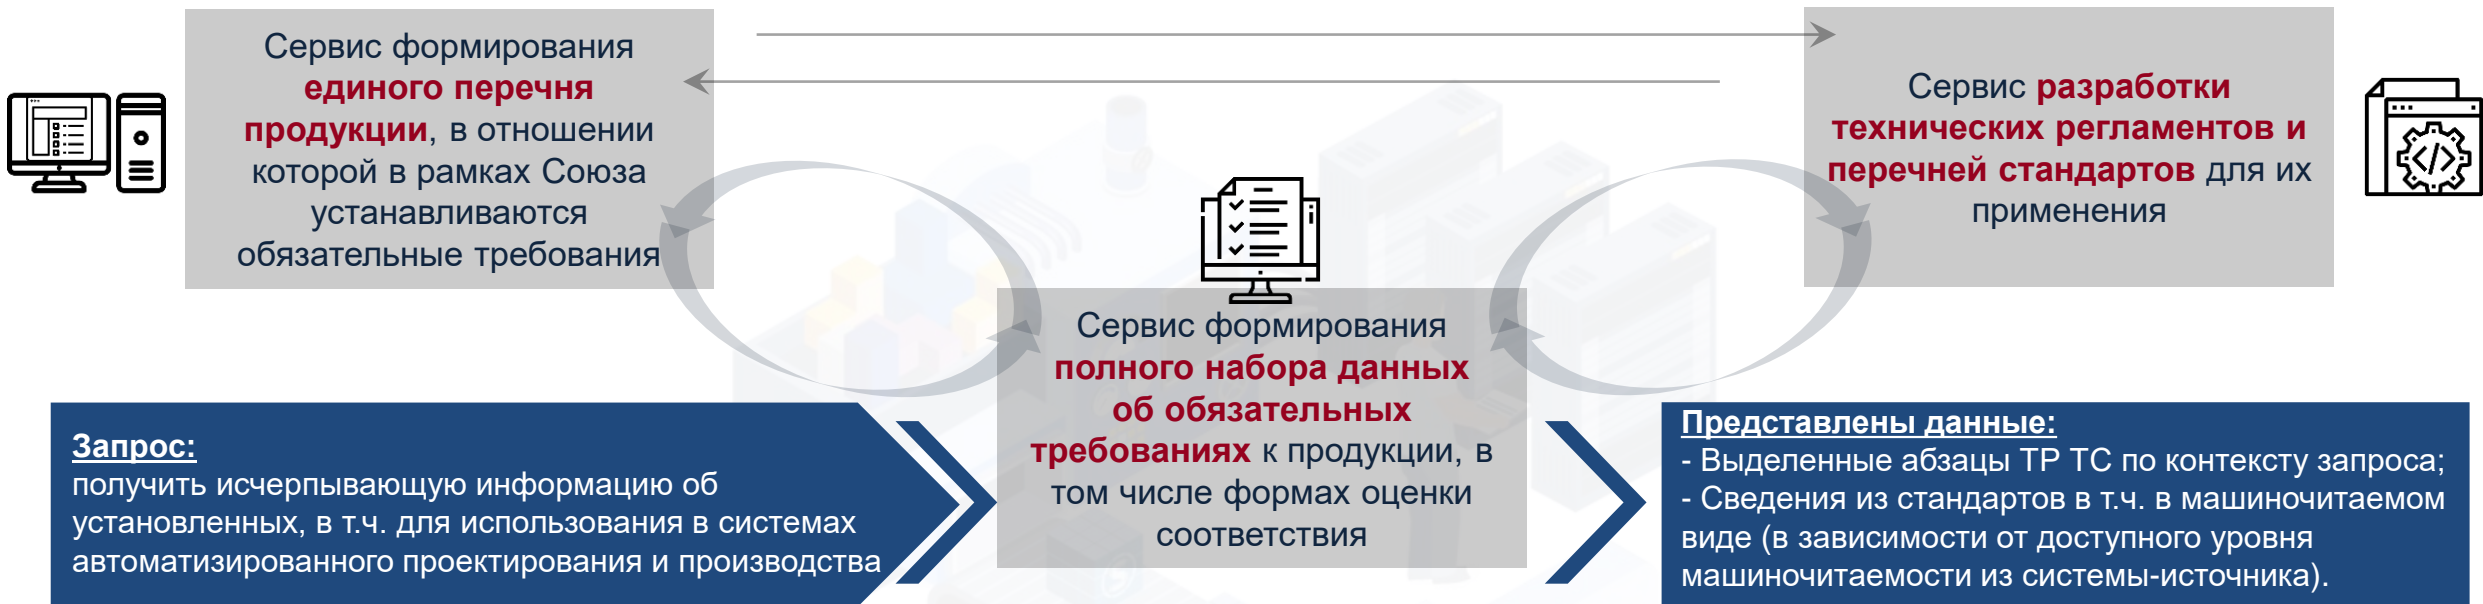 Сервис формирования
единого перечня
продукции, в отношении
которой в рамках Союза
устанавливаются
обязательные требования
Сервис разработки
технических регламентов и
перечней стандартов для их
применения
Сервис формирования
полного набора данных
об обязательных
требованиях к продукции, в
том числе формах оценки
соответствия
Запрос:
получить исчерпывающую информацию об
установленных, в т.ч. для использования в системах
автоматизированного проектирования и производства
Представлены данные:
- Выделенные абзацы ТР ТС по контексту запроса;
- Сведения из стандартов в т.ч. в машиночитаемом
виде (в зависимости от доступного уровня
машиночитаемости из системы-источника).